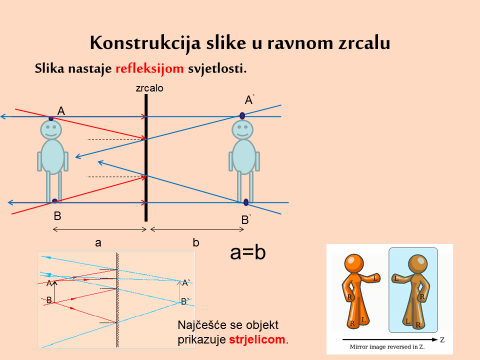 Konstrukcija slike u ravnom zrcalu
Slika nastaje refleksijom svjetlosti.
zrcalo
A
A`
B
B`
a
b
a=b
A
A`
B
B`
Najčešće se objekt
prikazuje strjelicom.
R
R
L
R
L
R
Z
Mirror image reversed in Z.